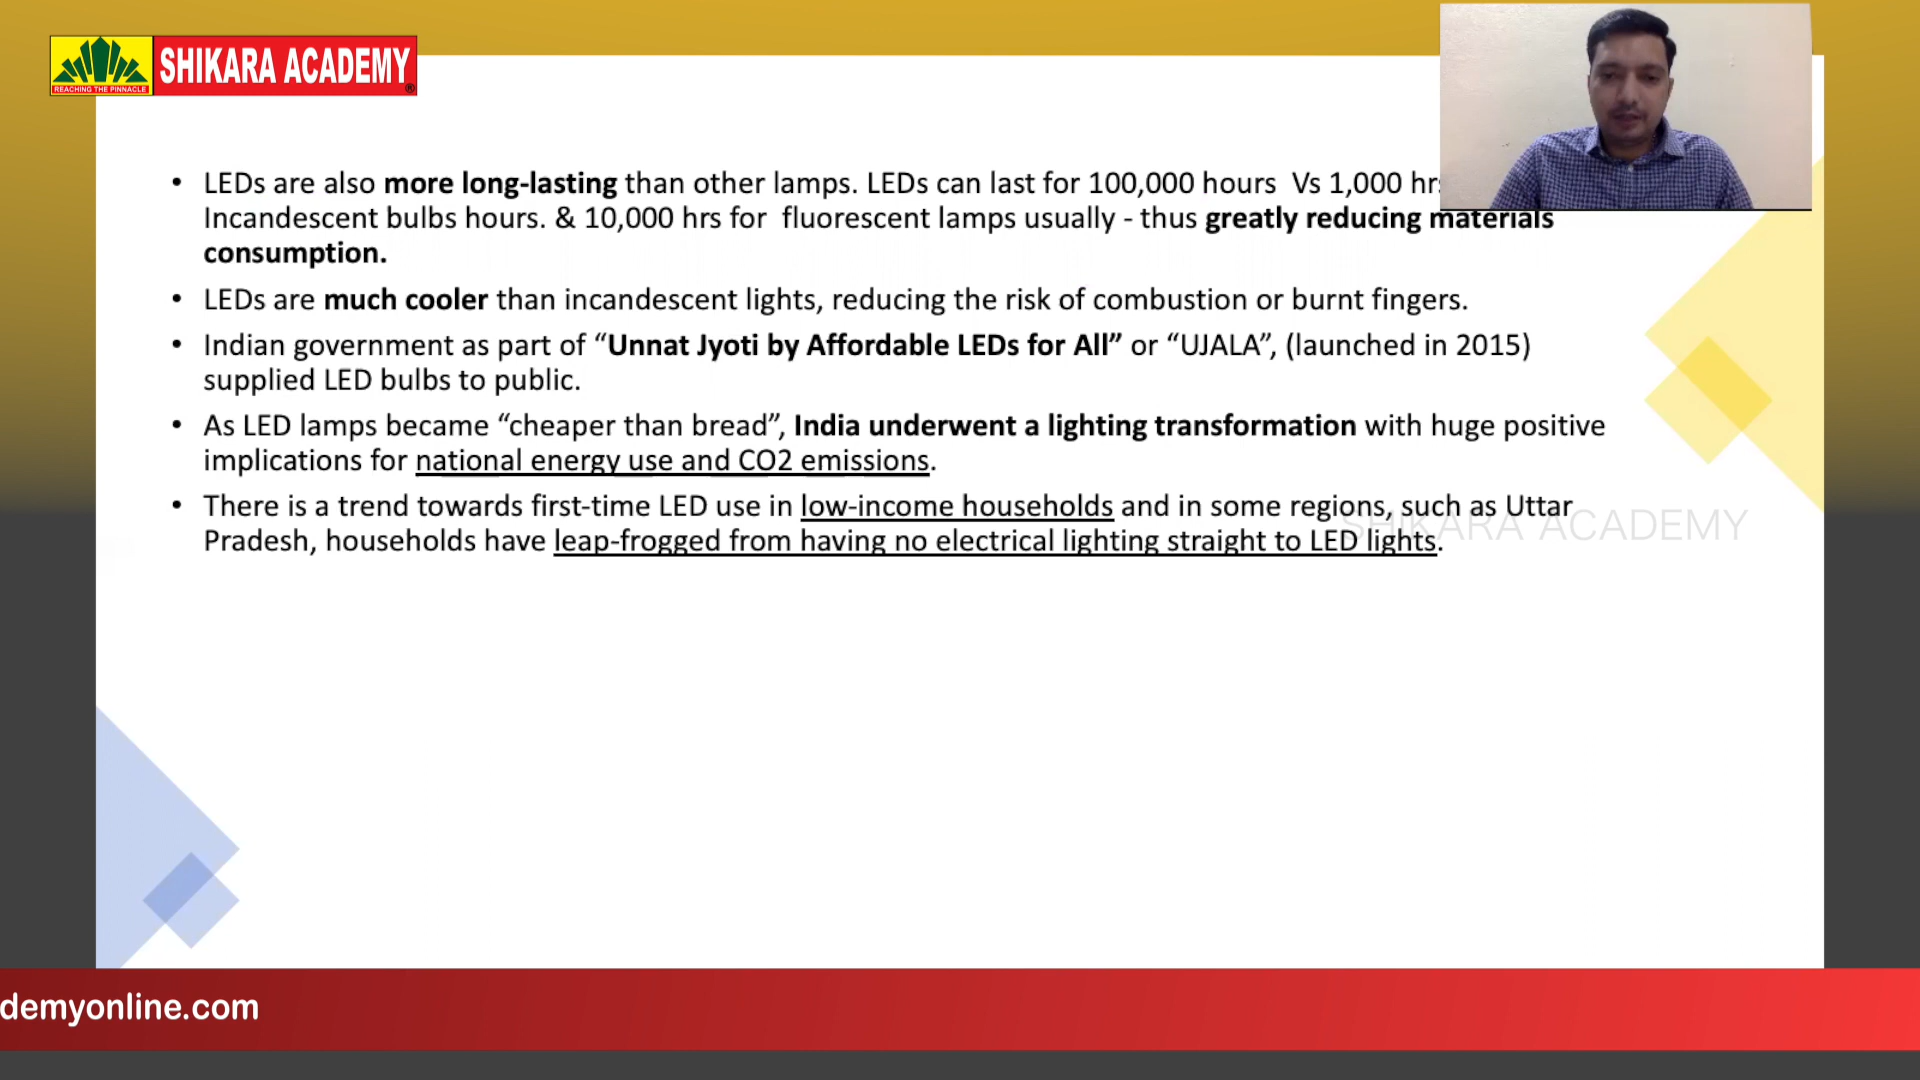 SHIKARA ACADEMY
REACHING THE PINNACLE
• LEDs are also more long-lasting than other lamps. LEDs can last for 100,000 hours Vs 1,000 hr
Incandescent bulbs hours. & 10,000 hrs for fluorescent lamps usually - thus greatly reducing materials
consumption.
• LEDs are much cooler than incandescent lights, reducing the risk of combustion or burnt fingers.
• Indian government as part of “Unnat Jyoti by Affordable LEDs for All” or “UJALA”, (launched in 2015)
supplied LED bulbs to public.
• As LED lamps became “cheaper than bread”, India underwent a lighting transformation with huge positive
implications for national energy use and CO2 emissions.
• There is a trend towards first-time LED use in low-income households and in some regions, such as Uttar
Pradesh, households have leap-frogged from having no electrical lighting straight to LED lights.
SHIKARA ACADEMY
demyonline.com